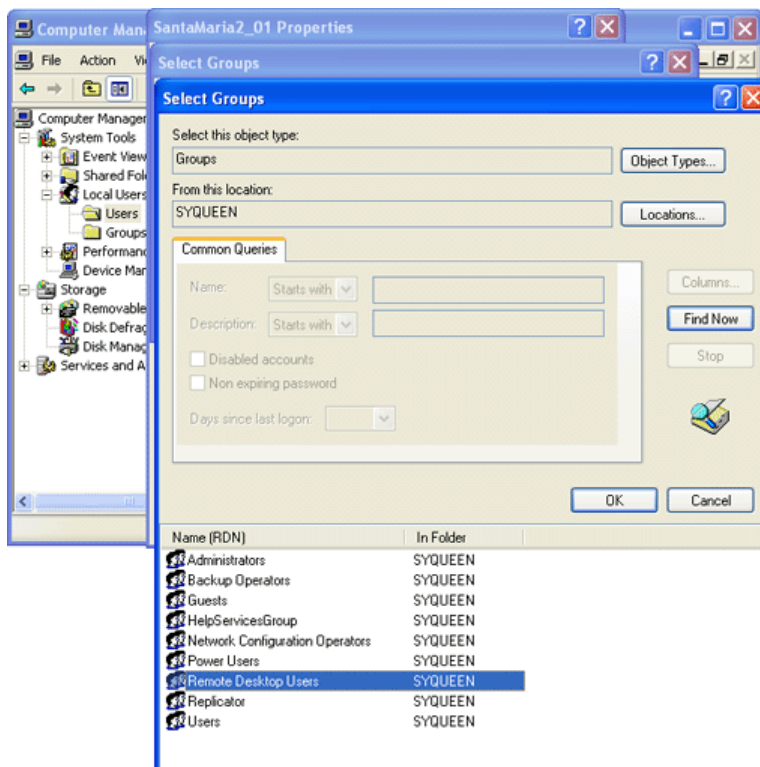 Computer Man
SantaMaria2_01 Properties
File Action Vi
Select Groups
Select Groups
Computer Manager
System Tools
Event View
Shared Fol
Local Users
Users
Groups
Performanc
Device Mar
Storage
Removable
Disk Defrag
Disk Manag
Services and A
Select this object type:
Groups
Object Types...
From this location:
SYQUEEN
Locations...
Common Queries
Name: Starts with
Description: Starts with
Disabled accounts
Non expiring password
Days since last logon:
Columns...
Find Now
Stop
OK Cancel
Name (RDN) In Folder
Administrators SYQUEEN
Backup Operators SYQUEEN
Guests SYQUEEN
HelpServicesGroup SYQUEEN
Network Configuration Operators SYQUEEN
Power Users SYQUEEN
Remote Desktop Users SYQUEEN
Replicator SYQUEEN
Users SYQUEEN